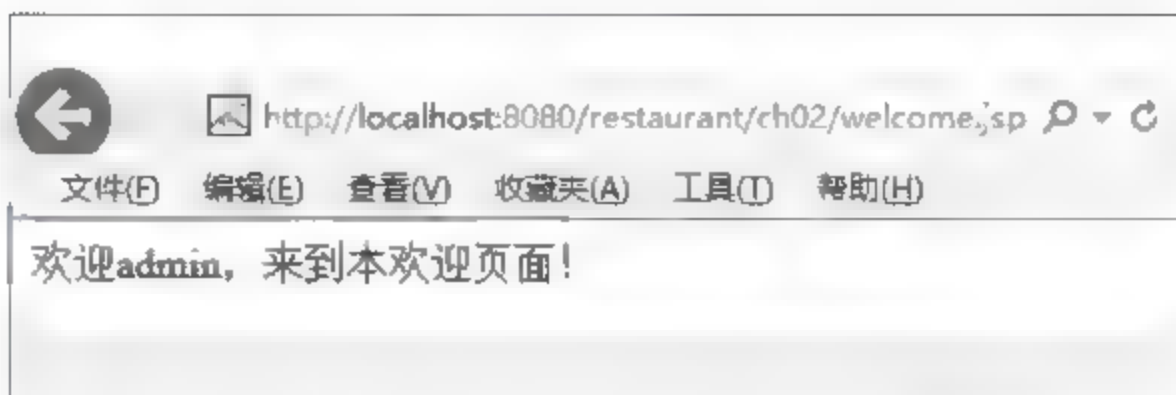 http://localhost:8080/restaurant/ch02/welcome.jsp
文件(F) 编辑(E) 查看(V) 收藏夹(A) 工具(T) 帮助(H)
欢迎admin，来到本欢迎页面！